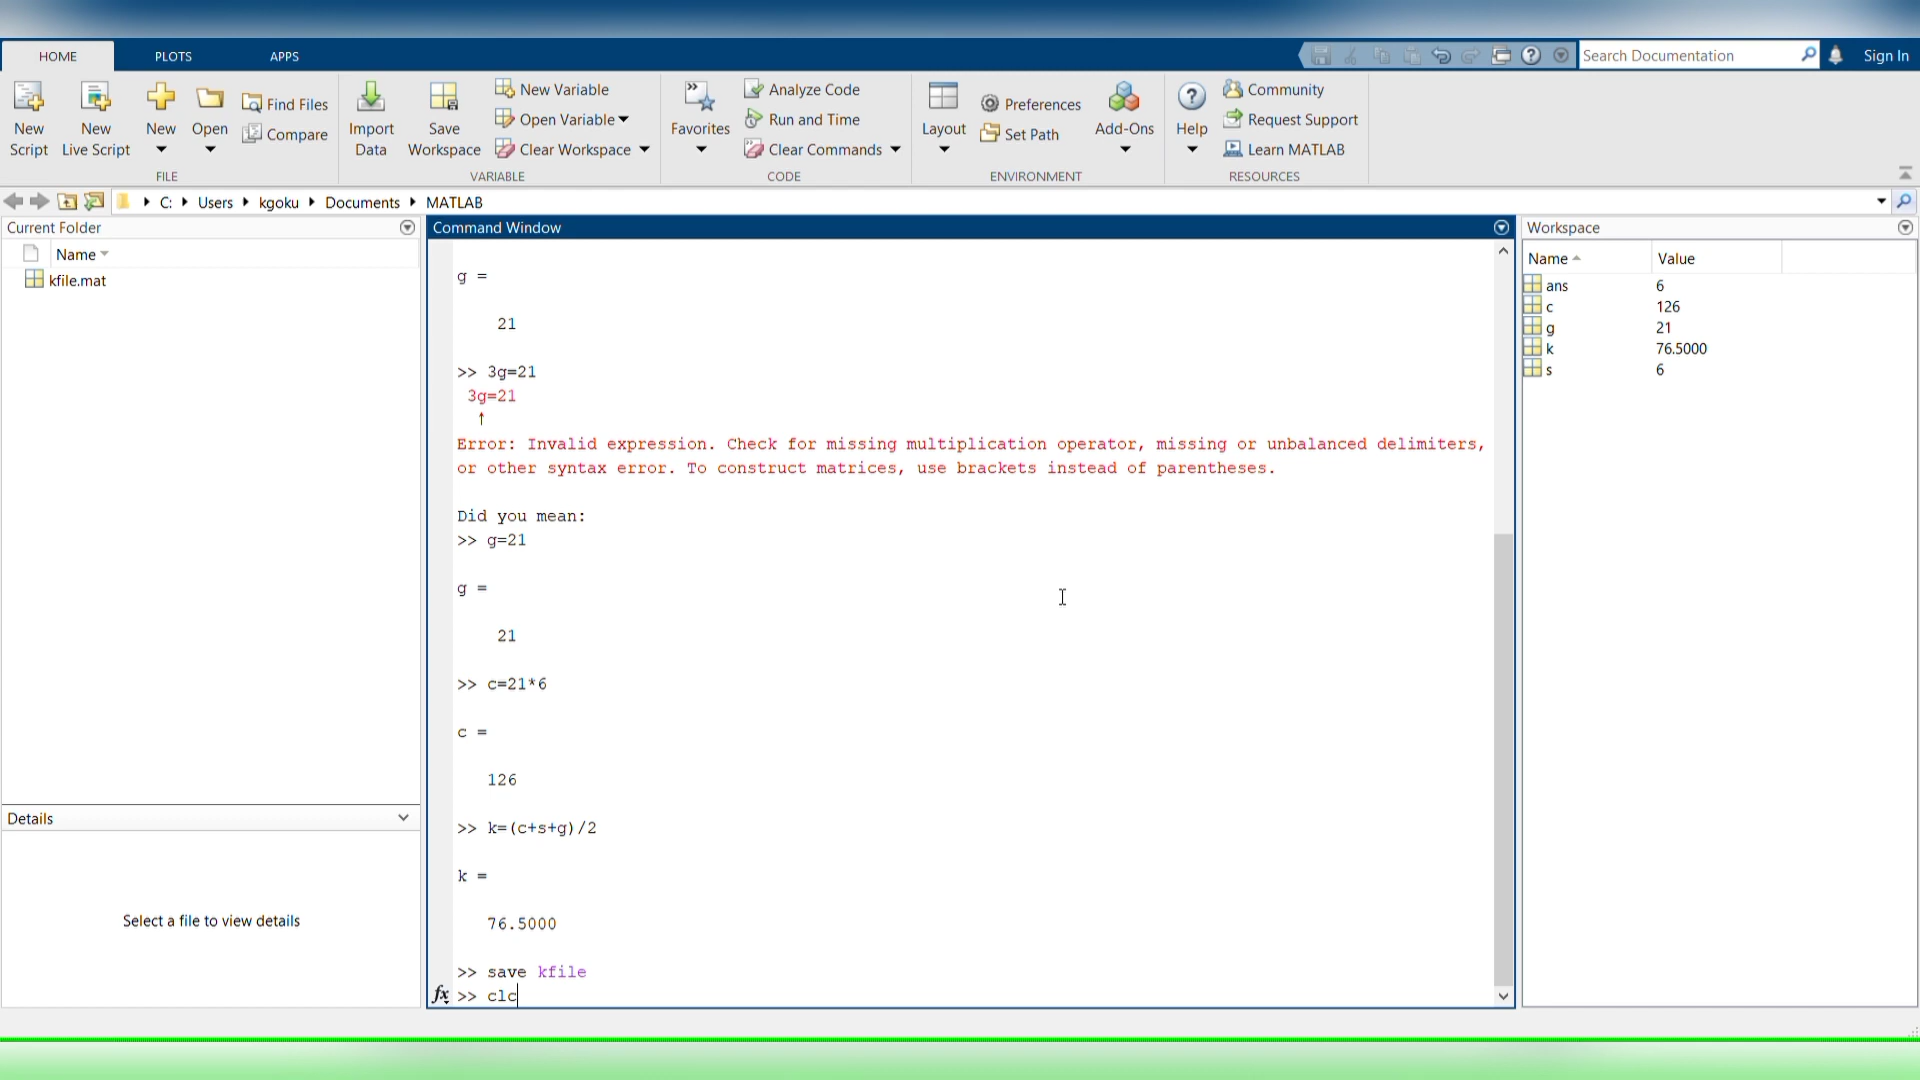 HOME PLOTS APPS
Search Documentation
Sign In
New Script
New Live Script
New
Open
Find Files
Compare
FILE
Import Data
Save Workspace
New Variable
Open Variable
Clear Workspace
VARIABLE
Favorites
Analyze Code
Run and Time
Clear Commands
CODE
Layout
Preferences
Set Path
Add-Ons
ENVIRONMENT
Help
Community
Request Support
Learn MATLAB
RESOURCES
C: Users kgoku Documents MATLAB
Current Folder
Name
kfile.mat
Details
Select a file to view details
Command Window
g =
21
>> 3g=21
3g=21
↑
Error: Invalid expression. Check for missing multiplication operator, missing or unbalanced delimiters,
or other syntax error. To construct matrices, use brackets instead of parentheses.
Did you mean:
>> g=21
g =
21
>> c=21*6
c =
126
>> k=(c+s+g)/2
k =
76.5000
>> save kfile
fx >> clc
Workspace
Name Value
ans 6
c 126
g 21
k 76.5000
s 6